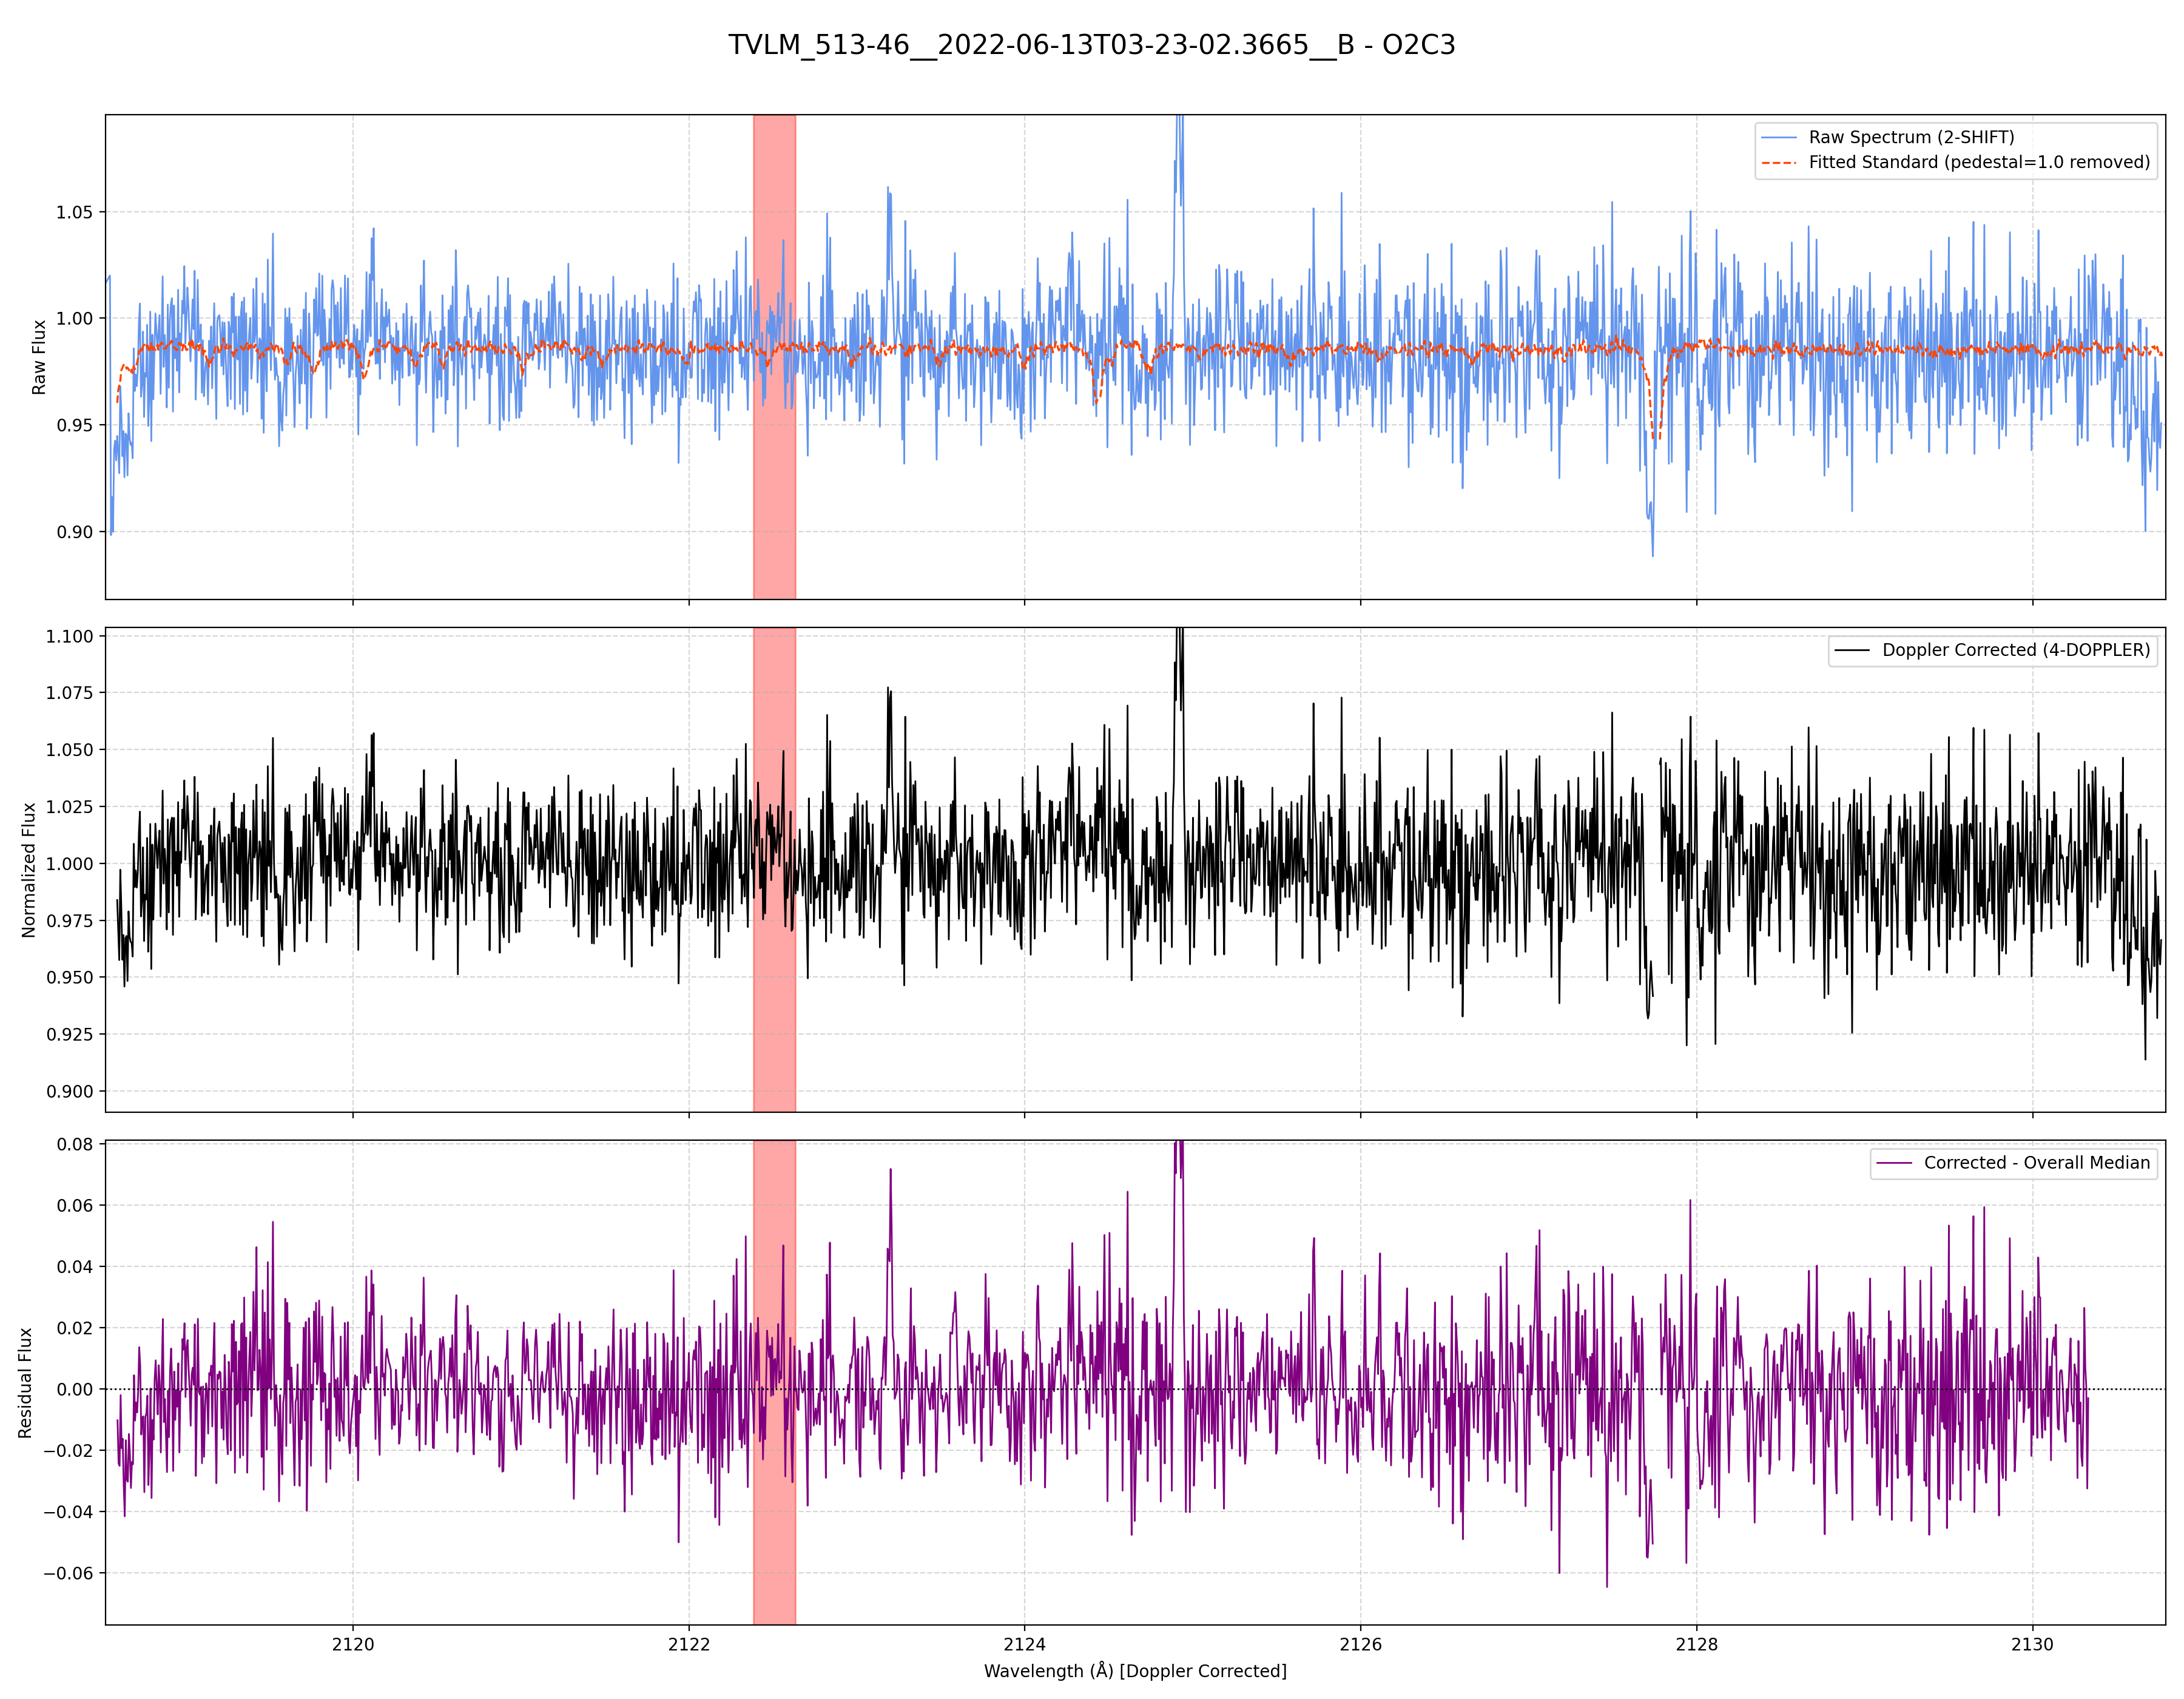 TVLM_513-46__2022-06-13T03-23-02.3665__B - O2C3
Raw Flux
1.05
1.00
0.95
0.90
Raw Spectrum (2-SHIFT)
Fitted Standard (pedestal=1.0 removed)
Normalized Flux
1.100
1.075
1.050
1.025
1.000
0.975
0.950
0.925
0.900
Doppler Corrected (4-DOPPLER)
Residual Flux
0.08
0.06
0.04
0.02
0.00
−0.02
−0.04
−0.06
Corrected - Overall Median
2120 2122 2124 2126 2128 2130
Wavelength (Å) [Doppler Corrected]